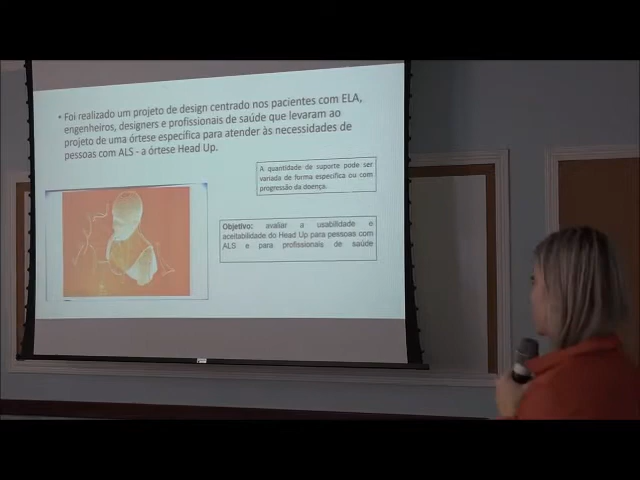 • Foi realizado um projeto de design centrado nos pacientes com ELA,
engenheiros, designers e profissionais de saúde que levaram ao
projeto de uma órtese específica para atender às necessidades de
pessoas com ALS - a órtese Head Up.
A quantidade de suporte pode ser
variada de forma específica ou com
progressão da doença.
Objetivo: avaliar a usabilidade e
aceitabilidade do Head Up para pessoas com
ALS e para profissionais de saúde